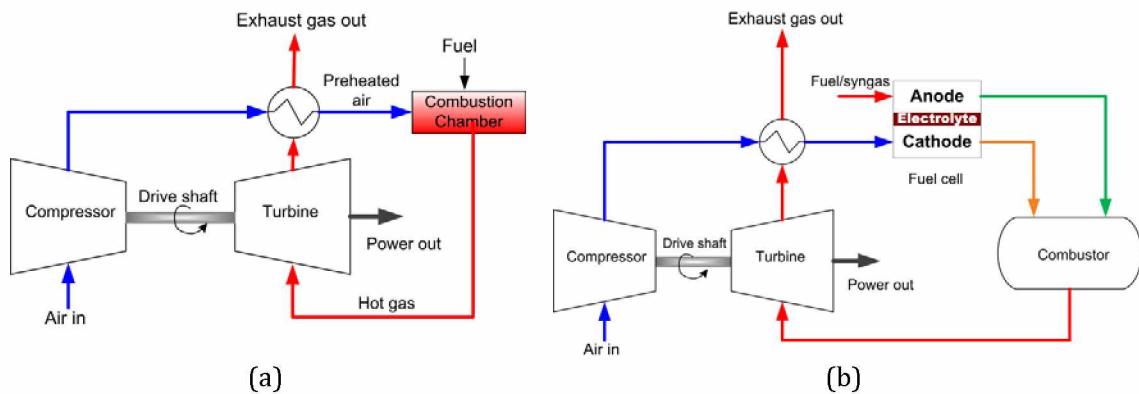 Exhaust gas out
Fuel
Preheated
air
Combustion
Chamber
Drive shaft
Compressor
Turbine
Power out
Hot gas
Air in
(a)
Exhaust gas out
Fuel/syngas
Anode
Electrolyte
Cathode
Fuel cell
Drive shaft
Compressor
Turbine
Combustor
Power out
Air in
(b)